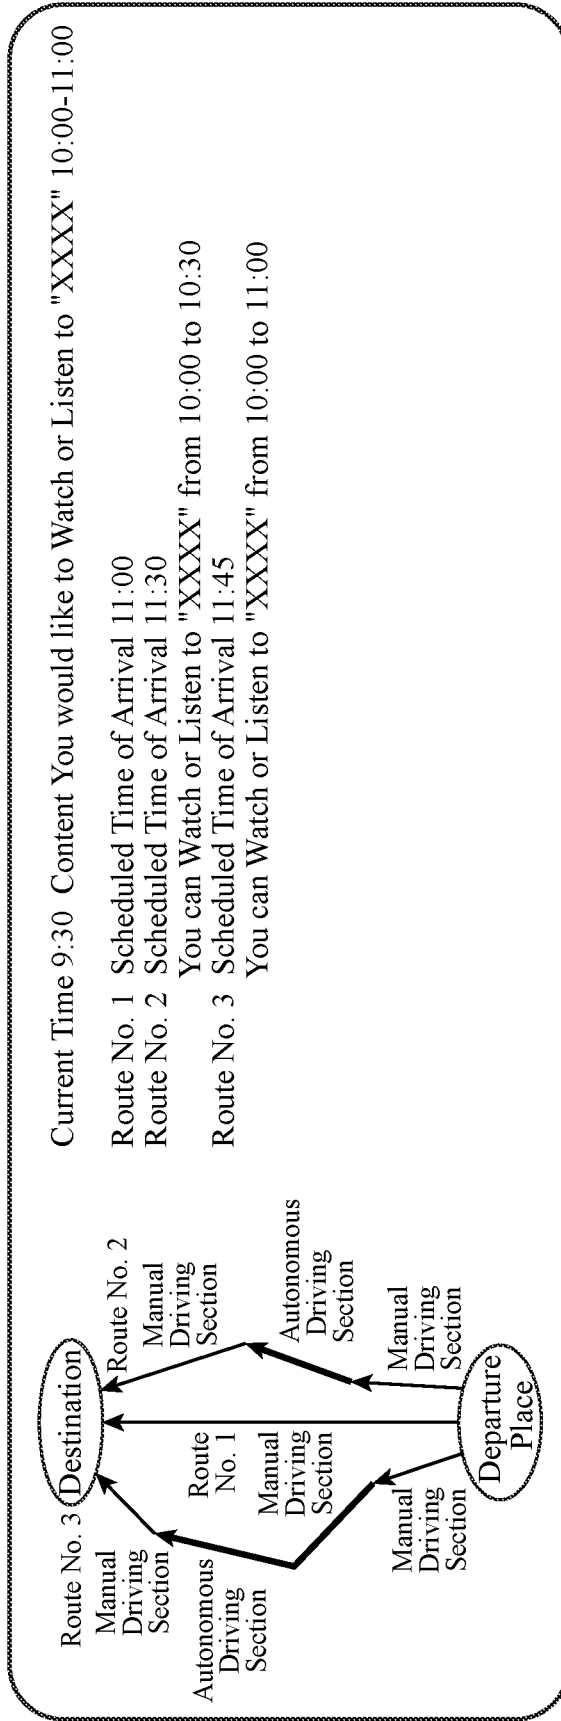 Current Time 9:30 Content You would like to Watch or Listen to "XXXX" 10:00-11:00
Route No. 1 Scheduled Time of Arrival 11:00
Route No. 2 Scheduled Time of Arrival 11:30
You can Watch or Listen to "XXXX" from 10:00 to 10:30
Route No. 3 Scheduled Time of Arrival 11:45
You can Watch or Listen to "XXXX" from 10:00 to 11:00
Route No. 3
Destination
Route No. 2
Manual
Driving
Section
Manual
Driving
Section
Autonomous
Driving
Section
Route
No. 1
Manual
Driving
Section
Autonomous
Driving
Section
Manual
Driving
Section
Manual
Driving
Section
Departure
Place